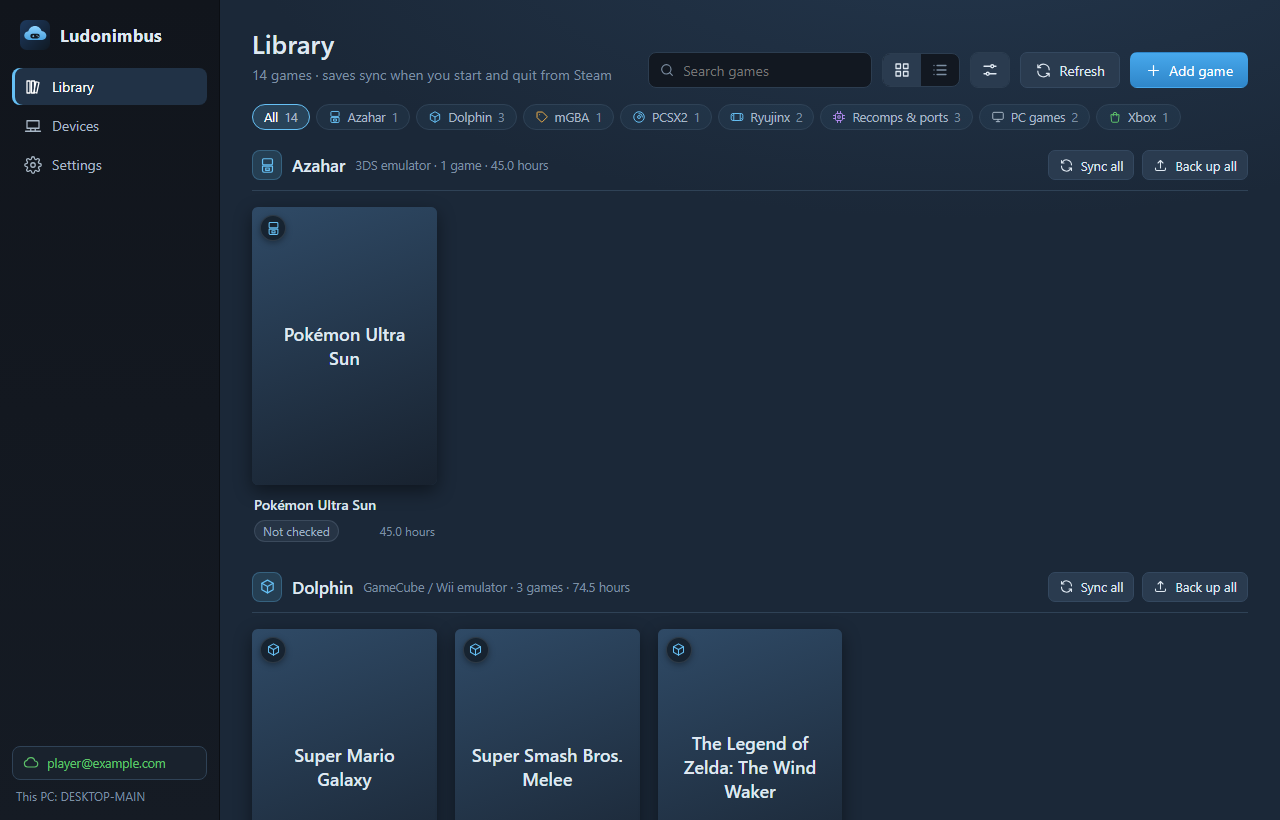 Ludonimbus
Library
Devices
Settings
player@example.com
This PC: DESKTOP-MAIN
Library
14 games · saves sync when you start and quit from Steam
Search games
Refresh
Add game
All 14
Azahar 1
Dolphin 3
mGBA 1
PCSX2 1
Ryujinx 2
Recomps & ports 3
PC games 2
Xbox 1
Azahar 3DS emulator · 1 game · 45.0 hours
Sync all
Back up all
Pokémon Ultra
Sun
Pokémon Ultra Sun
Not checked 45.0 hours
Dolphin GameCube / Wii emulator · 3 games · 74.5 hours
Sync all
Back up all
Super Mario
Galaxy
Super Smash Bros.
Melee
The Legend of
Zelda: The Wind
Waker